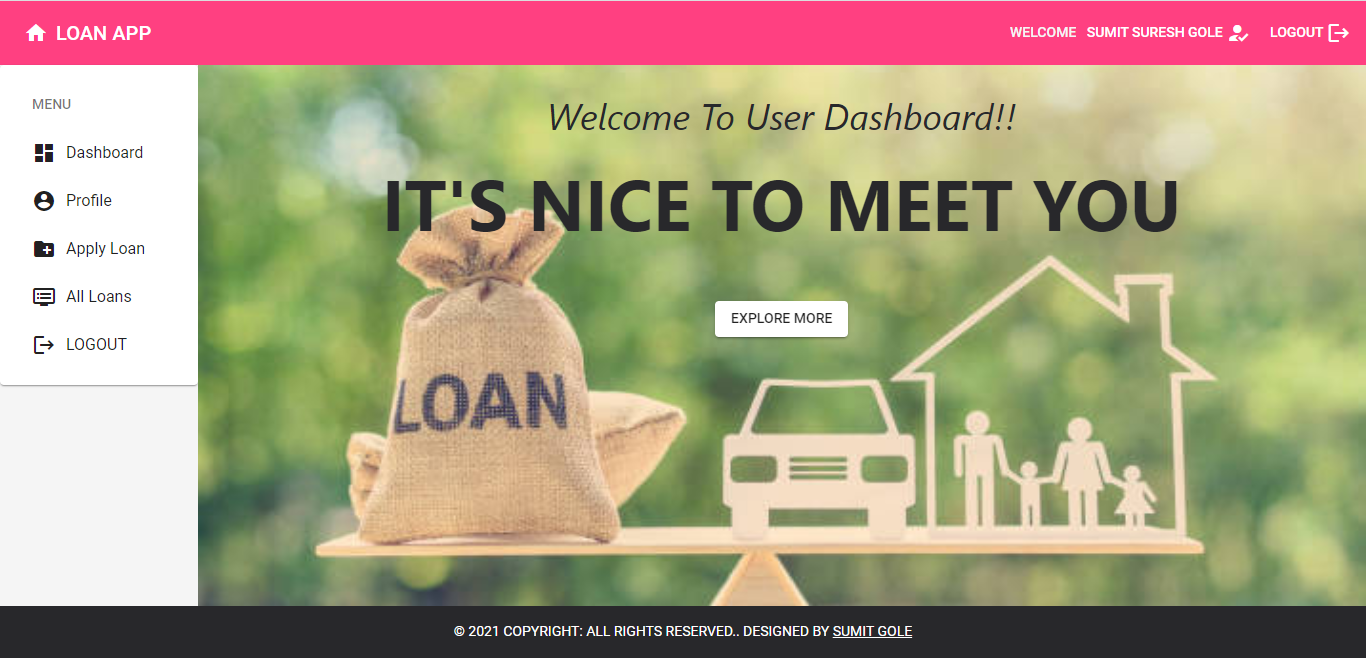 LOAN APP
WELCOME SUMIT SURESH GOLE LOGOUT
MENU
Dashboard
Profile
Apply Loan
All Loans
LOGOUT
Welcome To User Dashboard!!
IT'S NICE TO MEET YOU
EXPLORE MORE
LOAN
© 2021 COPYRIGHT: ALL RIGHTS RESERVED.. DESIGNED BY SUMIT GOLE